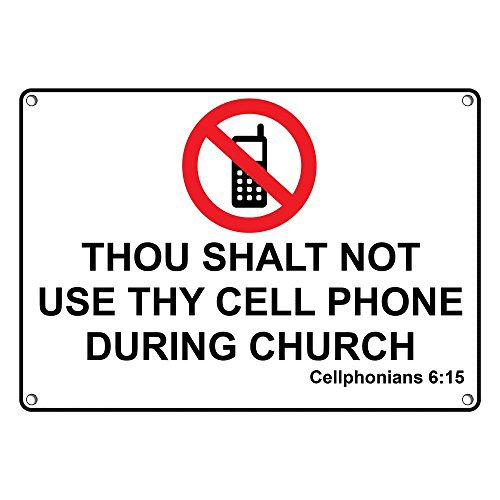 THOU SHALT NOT
USE THY CELL PHONE
DURING CHURCH
Cellphonians 6:15